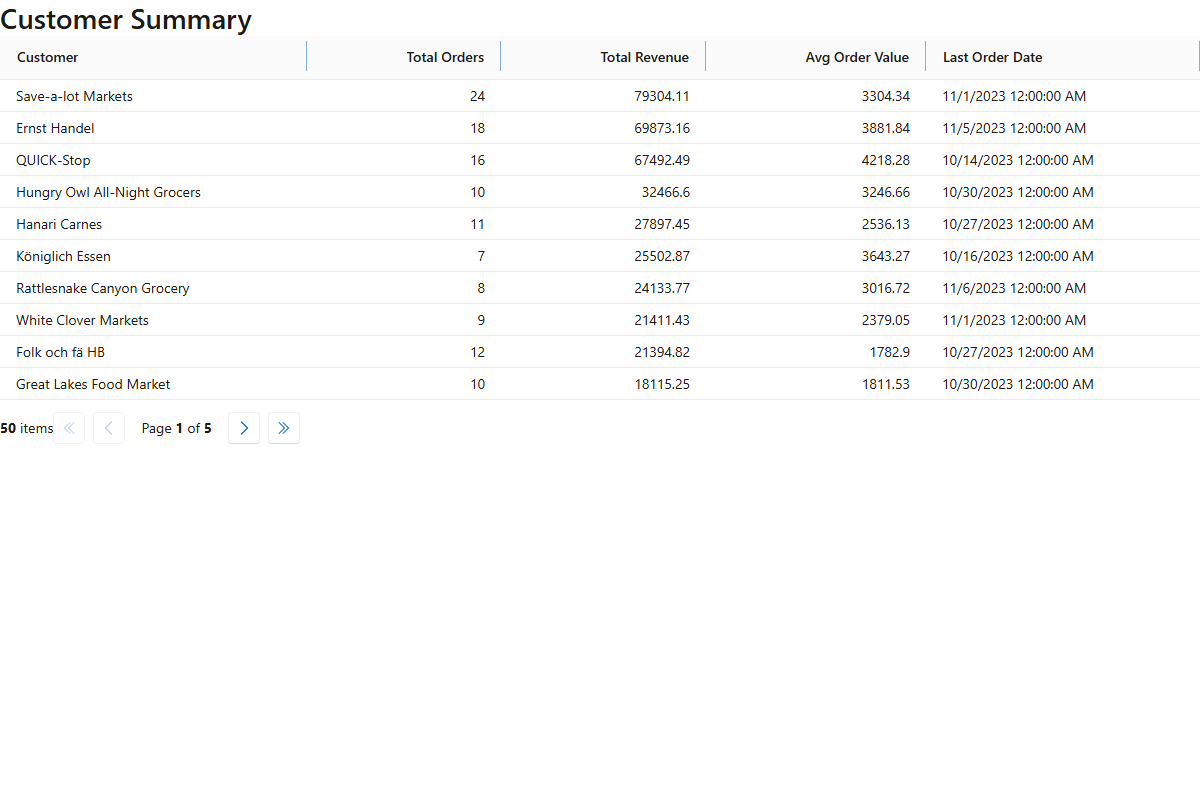 Customer Summary
Customer Total Orders Total Revenue Avg Order Value Last Order Date
Save-a-lot Markets 24 79304.11 3304.34 11/1/2023 12:00:00 AM
Ernst Handel 18 69873.16 3881.84 11/5/2023 12:00:00 AM
QUICK-Stop 16 67492.49 4218.28 10/14/2023 12:00:00 AM
Hungry Owl All-Night Grocers 10 32466.6 3246.66 10/30/2023 12:00:00 AM
Hanari Carnes 11 27897.45 2536.13 10/27/2023 12:00:00 AM
Königlich Essen 7 25502.87 3643.27 10/16/2023 12:00:00 AM
Rattlesnake Canyon Grocery 8 24133.77 3016.72 11/6/2023 12:00:00 AM
White Clover Markets 9 21411.43 2379.05 11/1/2023 12:00:00 AM
Folk och fä HB 12 21394.82 1782.9 10/27/2023 12:00:00 AM
Great Lakes Food Market 10 18115.25 1811.53 10/30/2023 12:00:00 AM
50 items Page 1 of 5